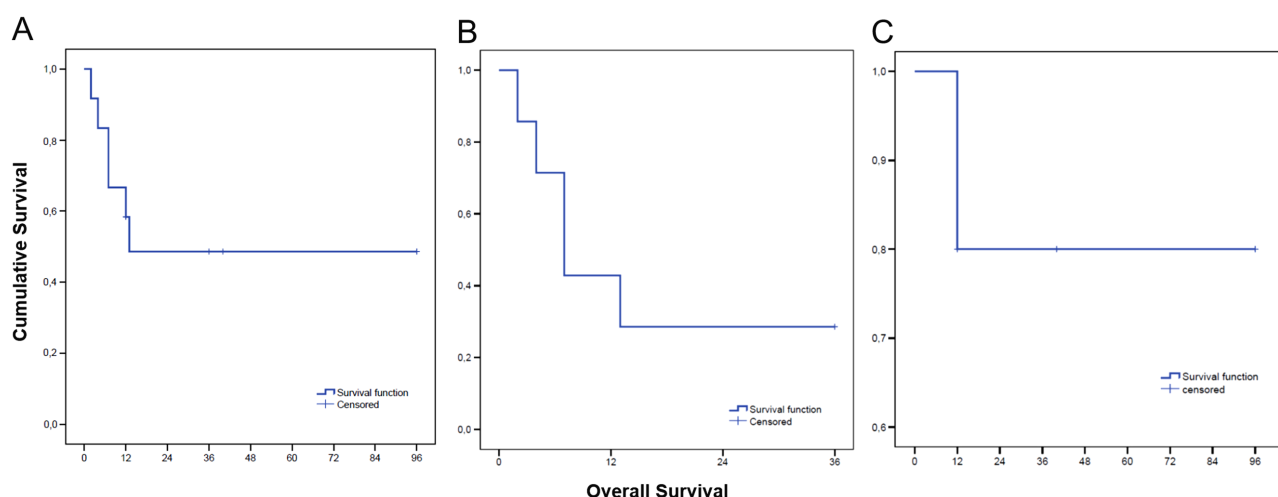 A
B
C
Cumulative Survival
1,0
0,8
0,6
0,4
0,2
0,0
Survival function
Censored
0 12 24 36 48 60 72 84 96
1,0
0,8
0,6
0,4
0,2
0,0
Survival function
Censored
0 12 24 36
1,0
0,9
0,8
0,7
0,6
Survival function
censored
0 12 24 36 48 60 72 84 96
Overall Survival